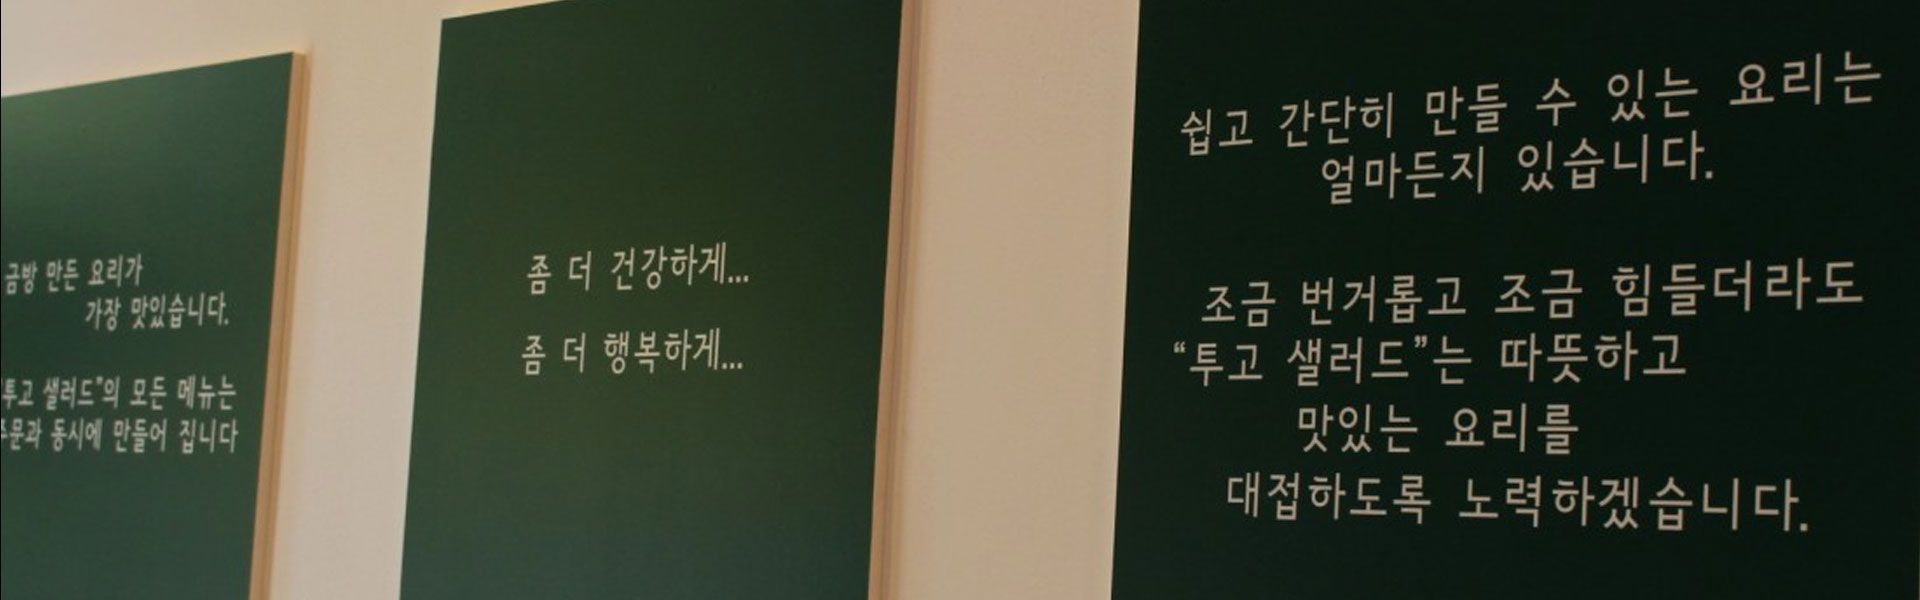 금방 만든 요리가
가장 맛있습니다.
"투고 샐러드"의 모든 메뉴는
주문과 동시에 만들어 집니다
좀 더 건강하게...
좀 더 행복하게...
쉽고 간단히 만들 수 있는 요리는
얼마든지 있습니다.
조금 번거롭고 조금 힘들더라도
“투고 샐러드”는 따뜻하고
맛있는 요리를
대접하도록 노력하겠습니다.